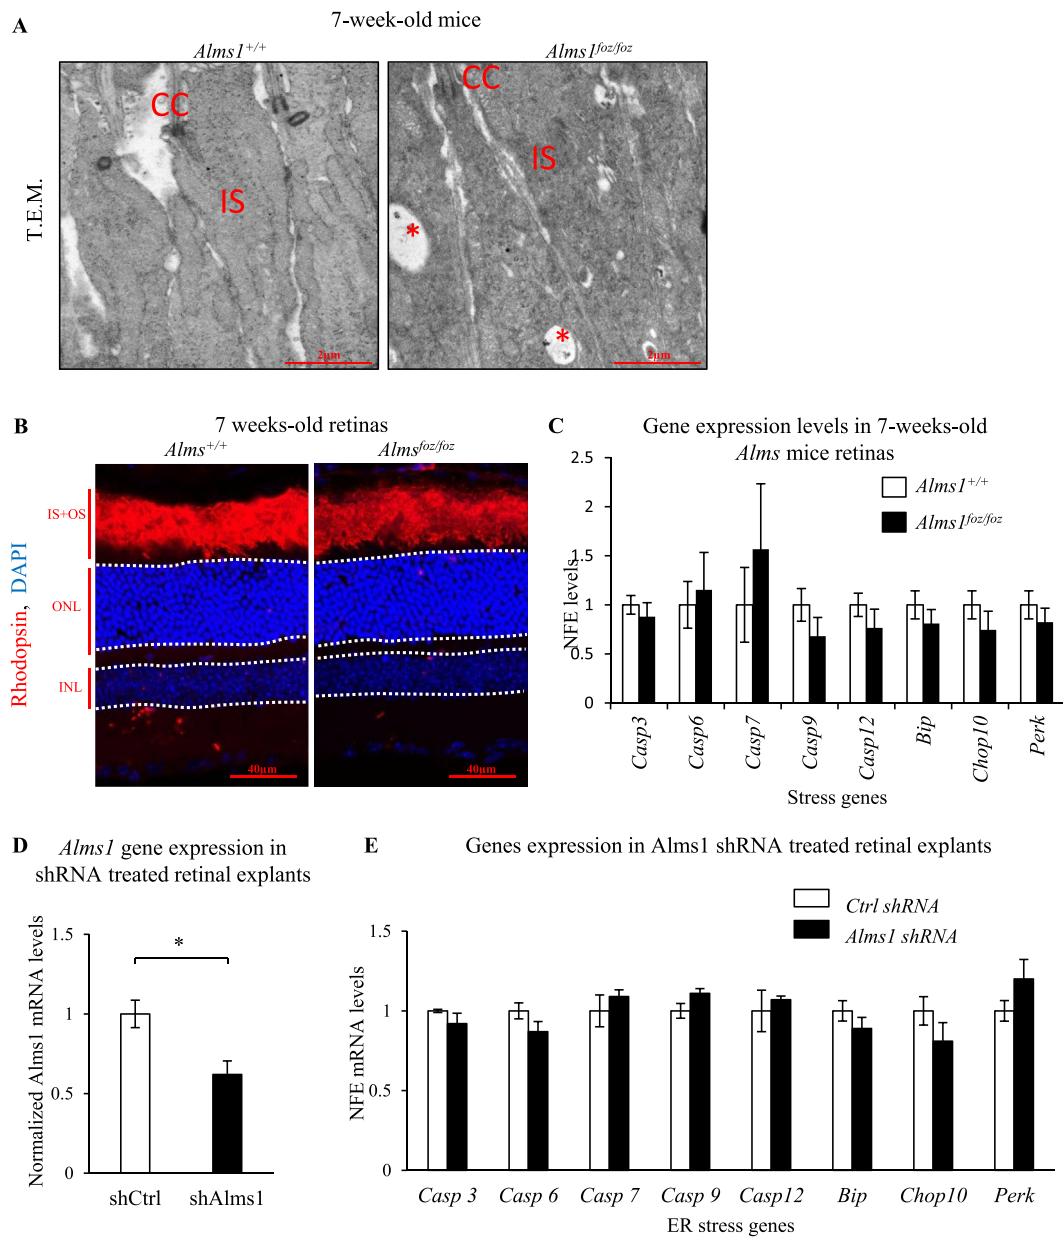 A
7-week-old mice
Alms1+/+
Alms1foz/foz
T.E.M.
CC
IS
2µm
CC
IS
*
*
2µm
B
7 weeks-old retinas
Alms+/+
Almsfoz/foz
Rhodopsin, DAPI
IS+OS
ONL
INL
40µm
40µm
C
Gene expression levels in 7-weeks-old
Alms mice retinas
Alms1+/+
Alms1foz/foz
NFE levels
2.5
2
1.5
1
0.5
0
Casp3
Casp6
Casp7
Casp9
Casp12
Bip
Chop10
Perk
Stress genes
D
Alms1 gene expression in
shRNA treated retinal explants
Normalized Alms1 mRNA levels
1.5
1
0.5
0
*
shCtrl shAlms1
E
Genes expression in Alms1 shRNA treated retinal explants
Ctrl shRNA
Alms1 shRNA
NFE mRNA levels
1.5
1
0.5
0
Casp 3 Casp 6 Casp 7 Casp 9 Casp12 Bip Chop10 Perk
ER stress genes